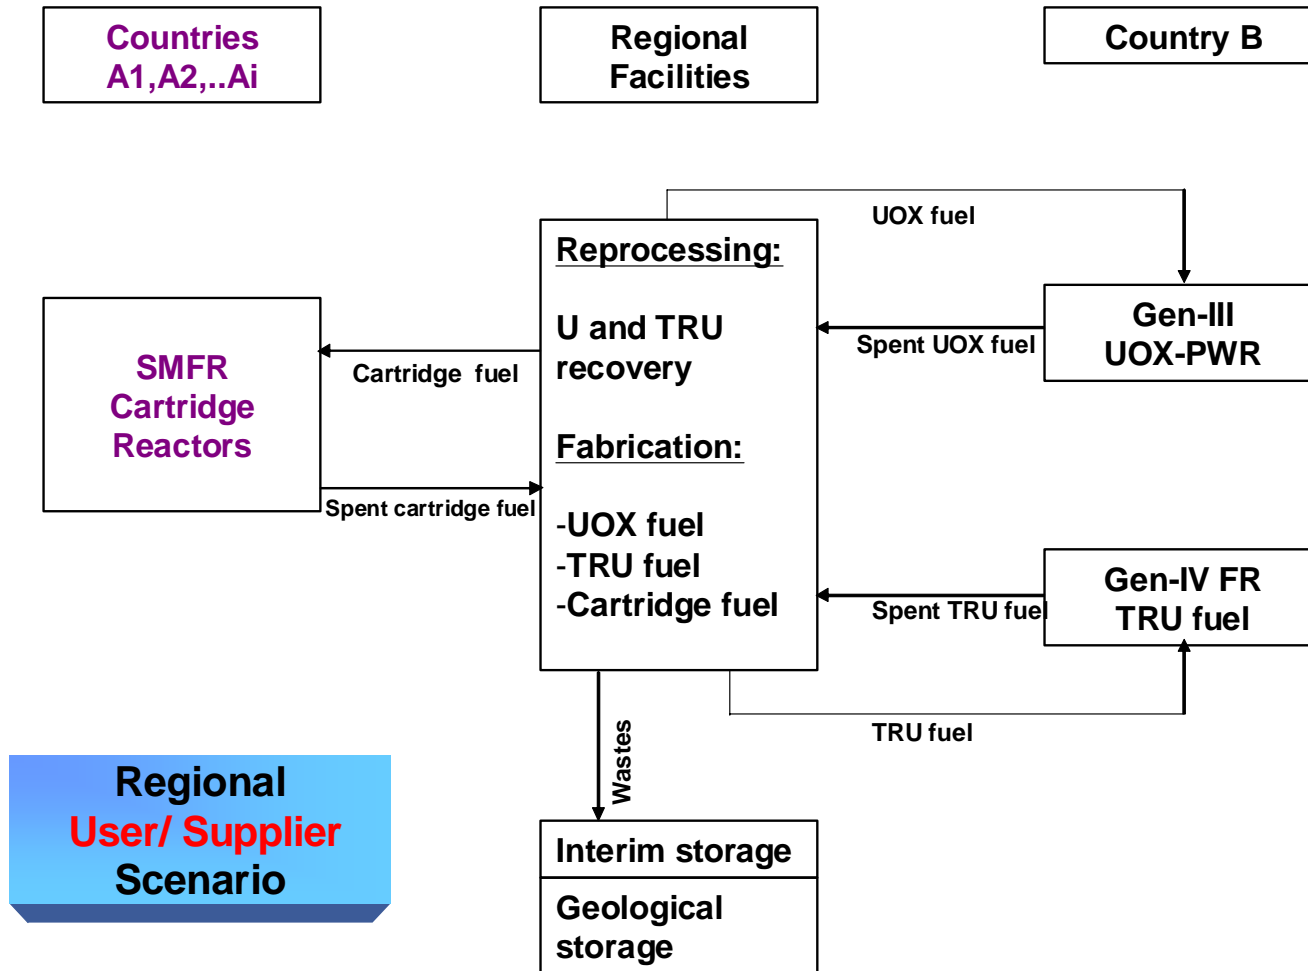 Countries
A1,A2,..Ai
Regional
Facilities
Country B
UOX fuel
Reprocessing:
U and TRU
recovery
Fabrication:
-UOX fuel
-TRU fuel
-Cartridge fuel
Gen-III
UOX-PWR
Spent UOX fuel
SMFR
Cartridge
Reactors
Cartridge fuel
Spent cartridge fuel
Gen-IV FR
TRU fuel
Spent TRU fuel
TRU fuel
Wastes
Regional
User/ Supplier
Scenario
Interim storage
Geological
storage